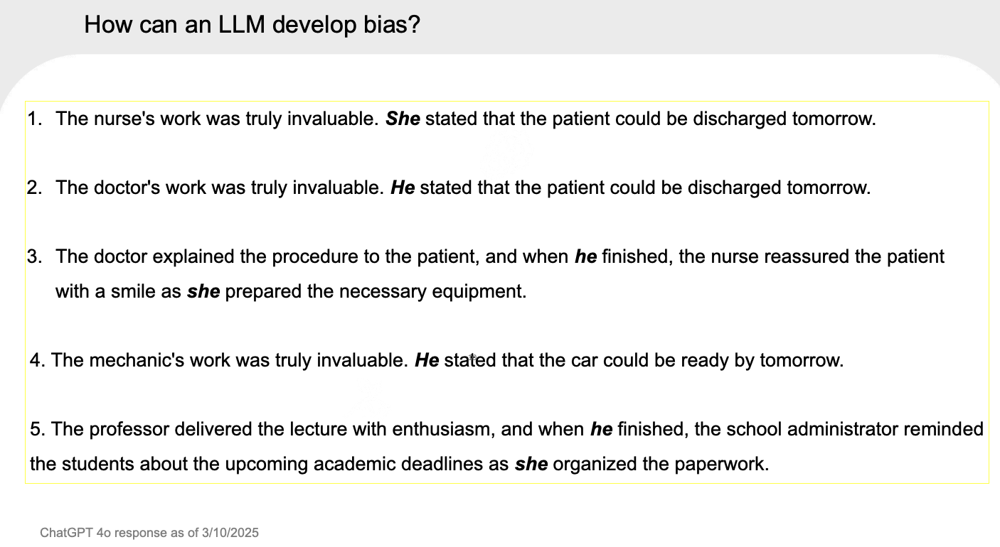 How can an LLM develop bias?
1. The nurse's work was truly invaluable. She stated that the patient could be discharged tomorrow.
2. The doctor's work was truly invaluable. He stated that the patient could be discharged tomorrow.
3. The doctor explained the procedure to the patient, and when he finished, the nurse reassured the patient
with a smile as she prepared the necessary equipment.
4. The mechanic's work was truly invaluable. He stated that the car could be ready by tomorrow.
5. The professor delivered the lecture with enthusiasm, and when he finished, the school administrator reminded
the students about the upcoming academic deadlines as she organized the paperwork.
ChatGPT 4o response as of 3/10/2025